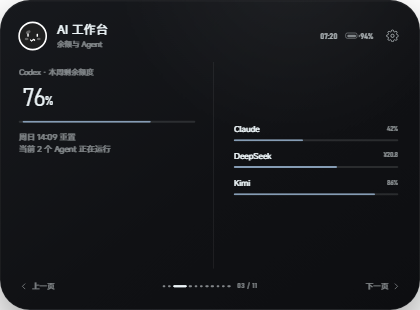 AI 工作台
余额与 Agent
07:20
94%
Codex · 本周剩余额度
76%
周日 14:09 重置
当前 2 个 Agent 正在运行
Claude 42%
DeepSeek ¥20.8
Kimi 86%
上一页
03 / 11
下一页